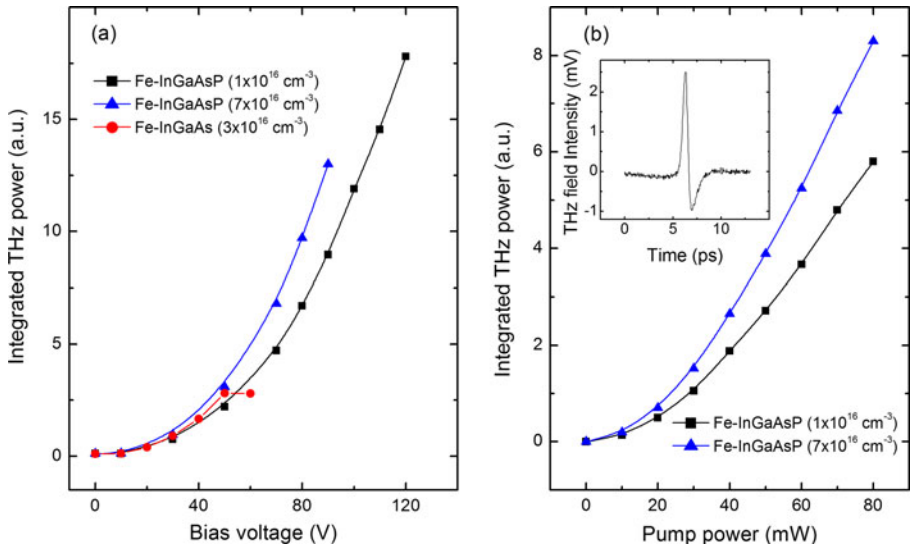 (a)
Fe-InGaAsP (1x10¹⁶ cm⁻³)
Fe-InGaAsP (7x10¹⁶ cm⁻³)
Fe-InGaAs (3x10¹⁶ cm⁻³)
Integrated THz power (a.u.)
17.5
15
10
5
0
0
40
80
120
Bias voltage (V)
(b)
Integrated THz power (a.u.)
8
6
4
2
0
0
20
40
60
80
Pump power (mW)
THz field Intensity (mV)
2
1
0
-1
0
5
10
Time (ps)
Fe-InGaAsP (1x10¹⁶ cm⁻³)
Fe-InGaAsP (7x10¹⁶ cm⁻³)